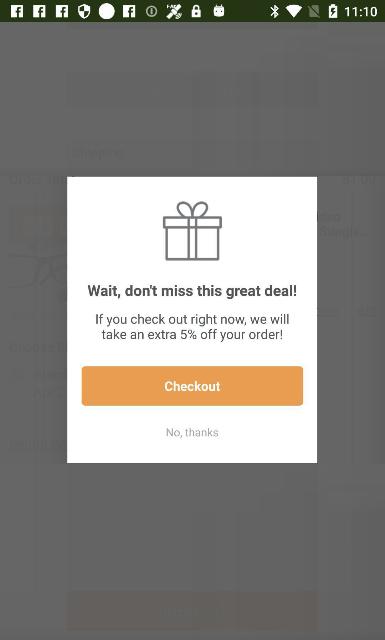 11:10
Wait, don't miss this great deal!
If you check out right now, we will
take an extra 5% off your order!
Checkout
No, thanks